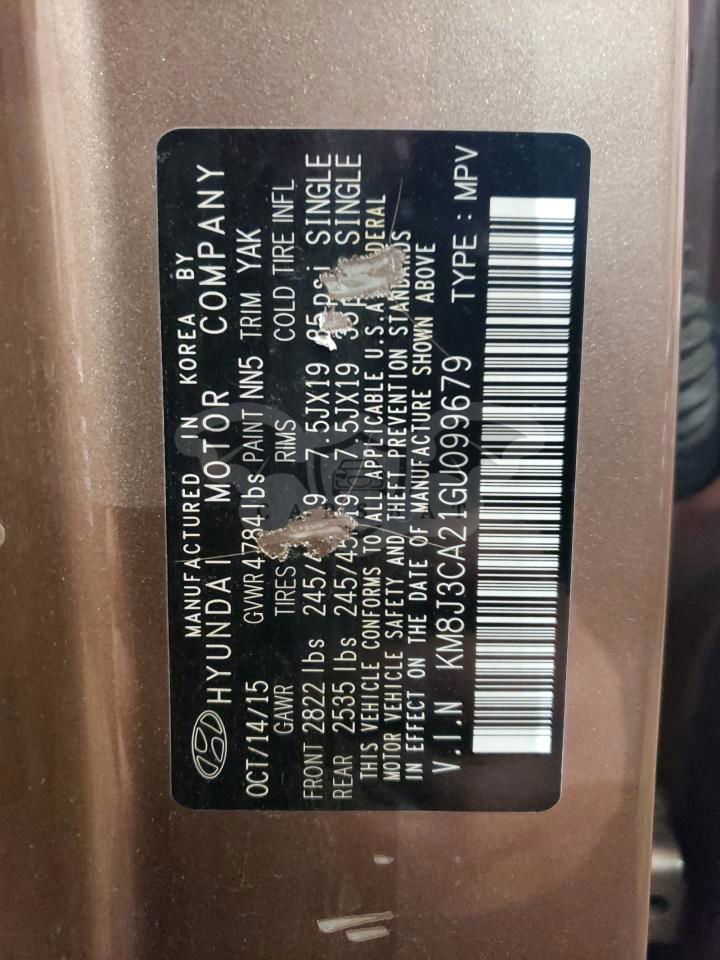 MANUFACTURED IN KOREA BY
HYUNDAI MOTOR COMPANY
OCT/14/15 GVWR 4784lbs PAINT NN5 TRIM YAK
GAWR TIRES RIMS COLD TIRE INFL
FRONT 2822 lbs 7.5JX19 SINGLE
REAR 2535 lbs 7.5JX19 SINGLE
THIS VEHICLE CONFORMS TO ALL APPLICABLE U.S.A
MOTOR VEHICLE SAFETY AND THEFT PREVENTION STANDARDS
IN EFFECT ON THE DATE OF MANUFACTURE SHOWN ABOVE
V.I.N KM8J3CA21GU099679 TYPE : MPV